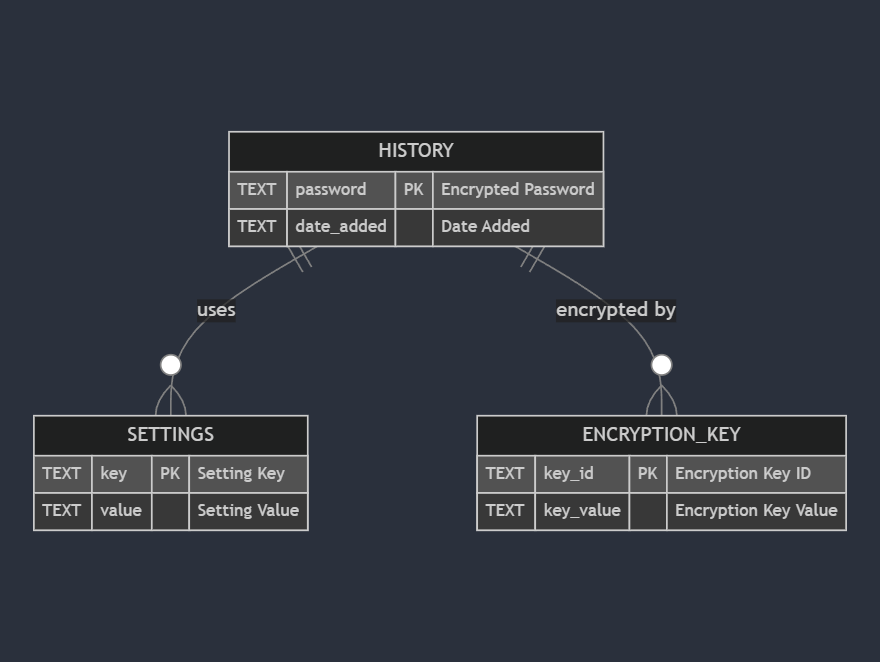 HISTORY
TEXT password PK Encrypted Password
TEXT date_added Date Added
uses
encrypted by
SETTINGS
TEXT key PK Setting Key
TEXT value Setting Value
ENCRYPTION_KEY
TEXT key_id PK Encryption Key ID
TEXT key_value Encryption Key Value